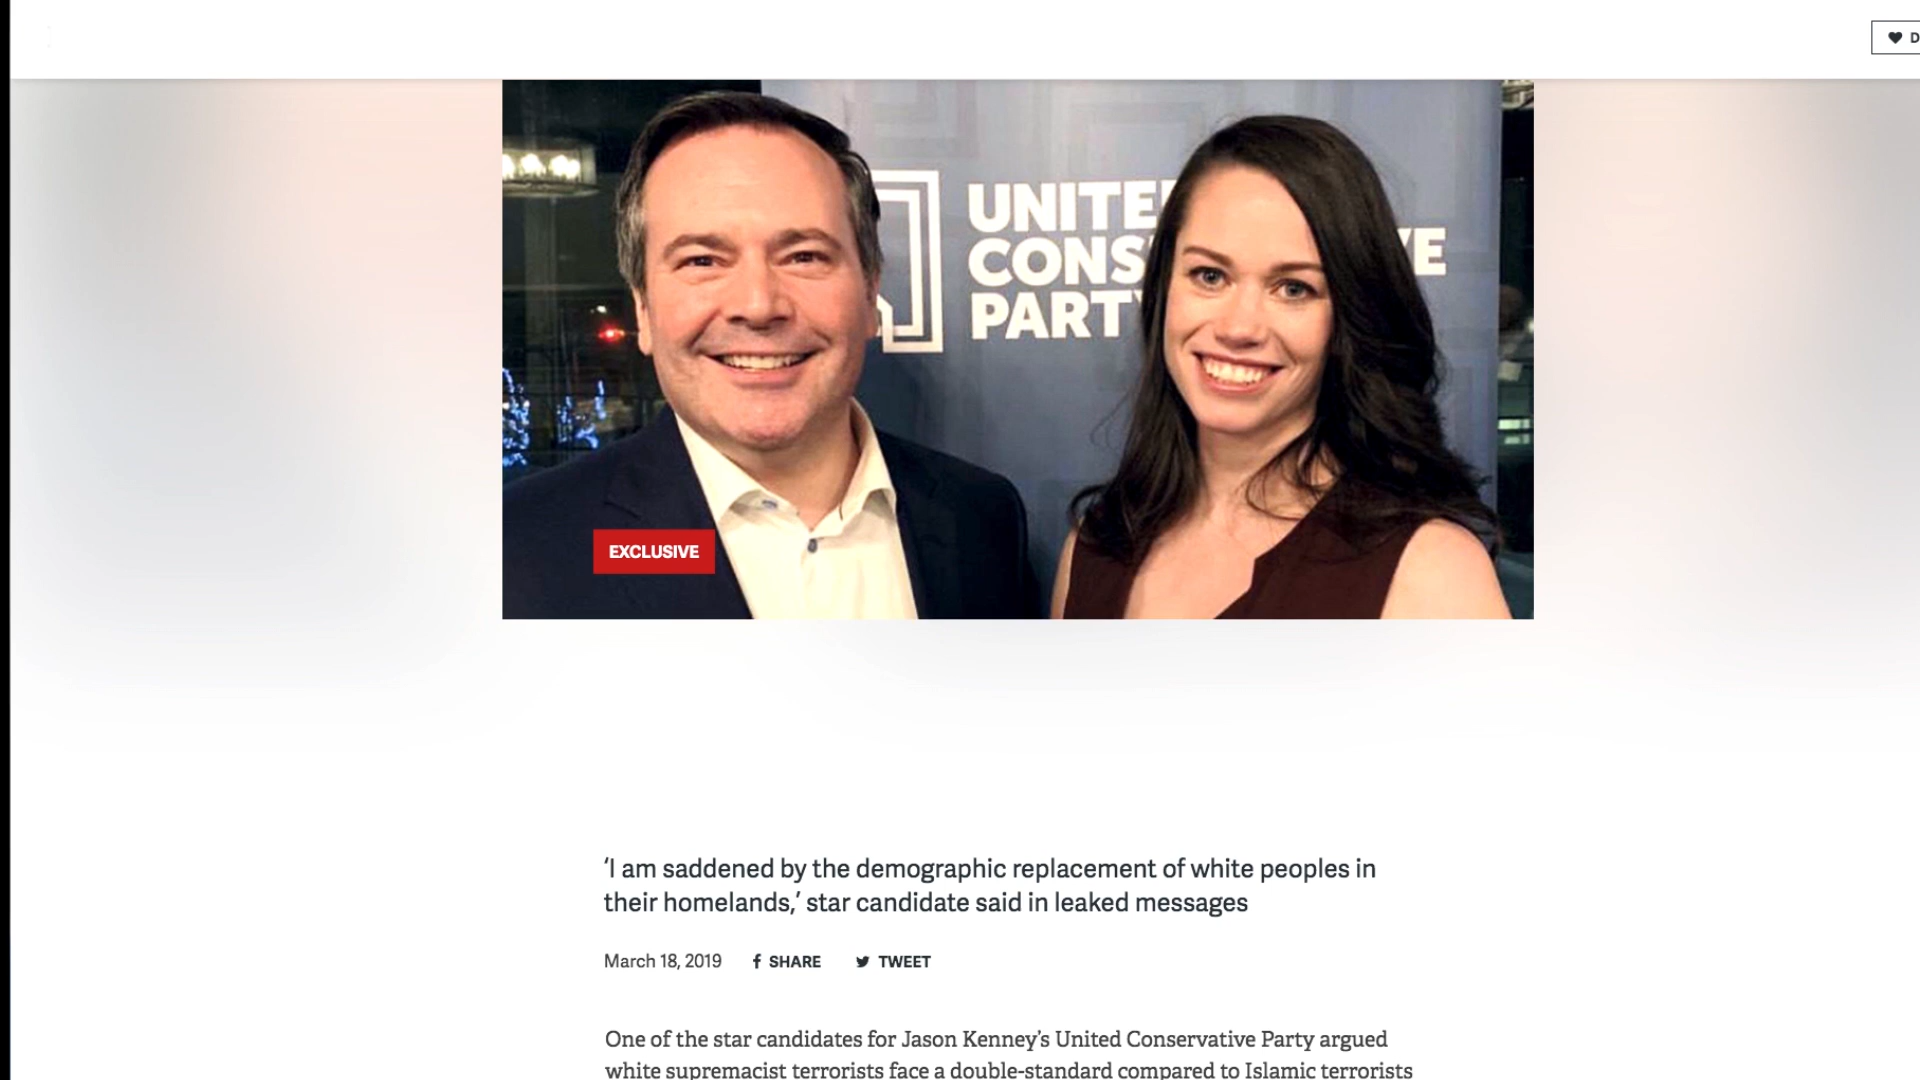 D
UNITE
CONS VE
PARTY
EXCLUSIVE
‘I am saddened by the demographic replacement of white peoples in
their homelands,’ star candidate said in leaked messages
March 18, 2019 SHARE TWEET
One of the star candidates for Jason Kenney’s United Conservative Party argued
white supremacist terrorists face a double-standard compared to Islamic terrorists